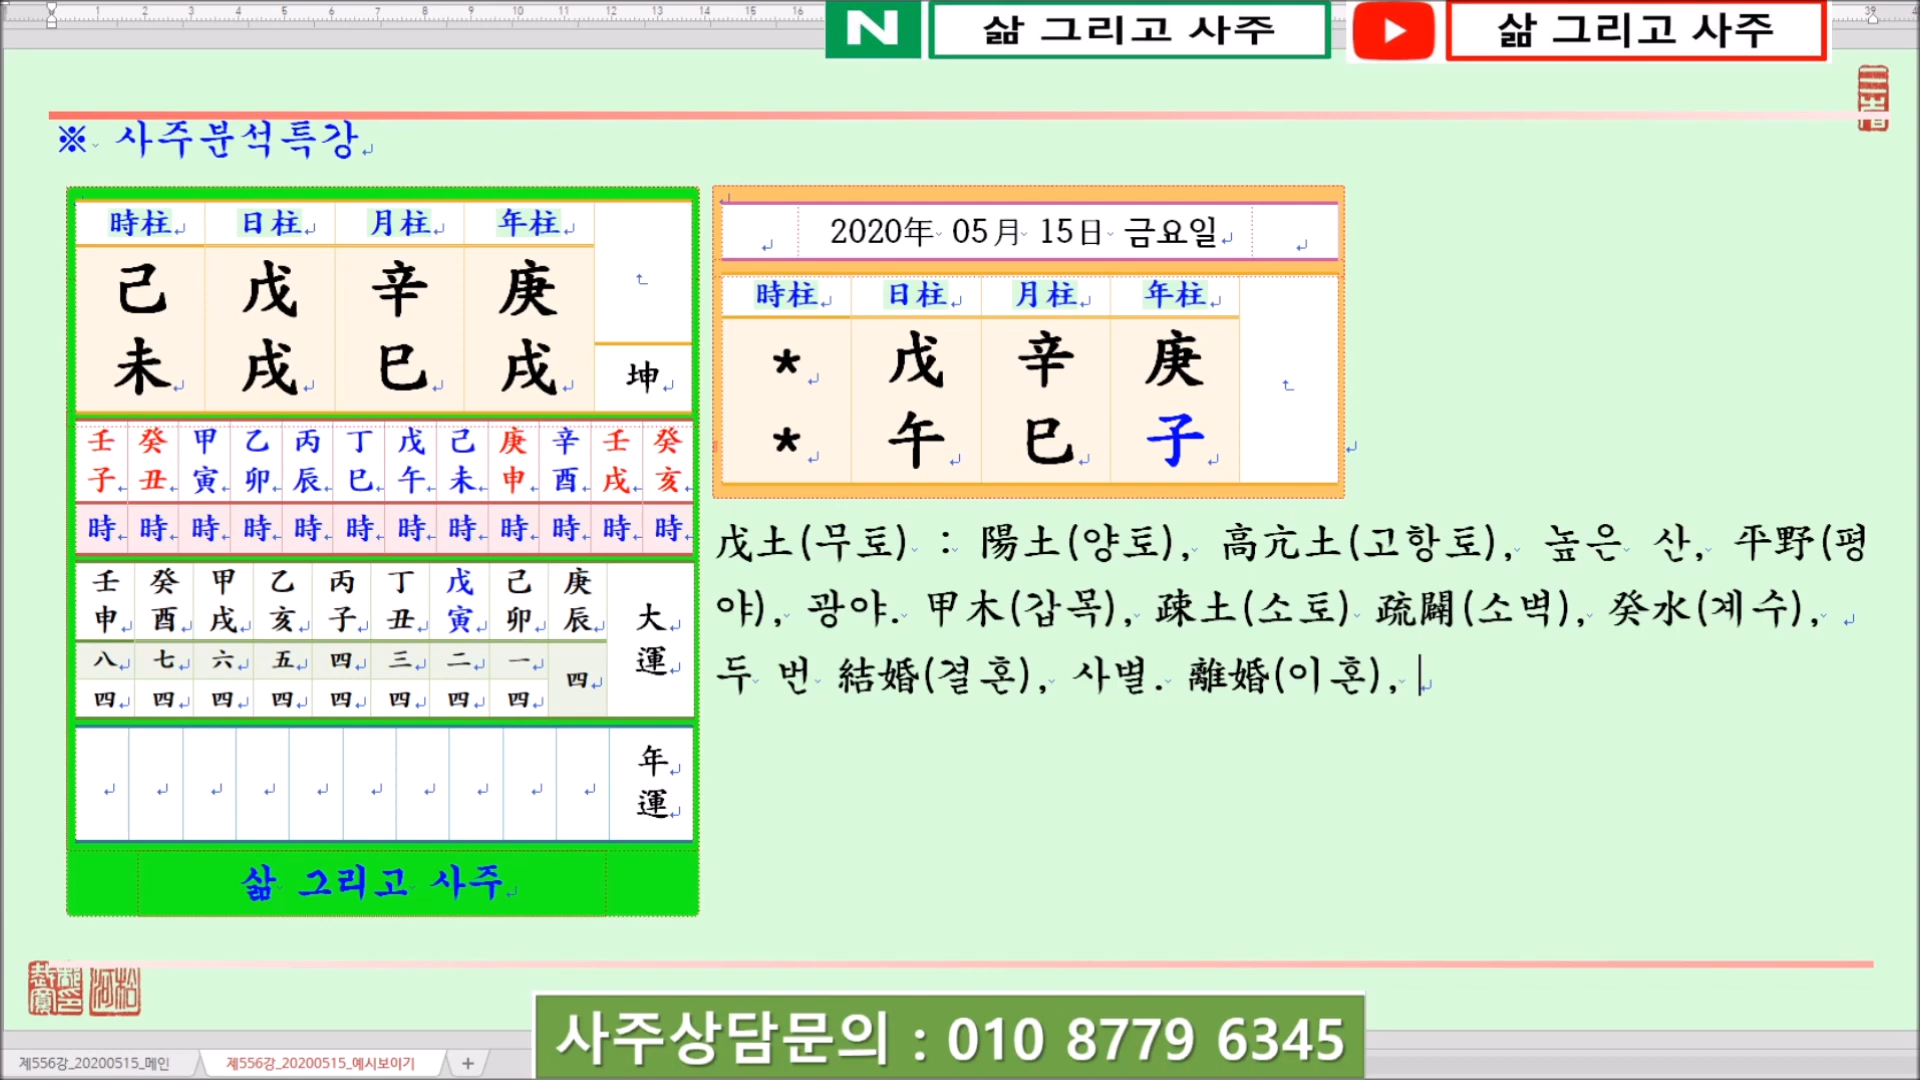 삶 그리고 사주
삶 그리고 사주
※ 사주분석특강
時柱 日柱 月柱 年柱
己 戊 辛 庚
未 戌 巳 戌
坤
壬 癸 甲 乙 丙 丁 戊 己 庚 辛 壬 癸
子 丑 寅 卯 辰 巳 午 未 申 酉 戌 亥
時 時 時 時 時 時 時 時 時 時 時 時
壬 癸 甲 乙 丙 丁 戊 己 庚
申 酉 戌 亥 子 丑 寅 卯 辰
八 七 六 五 四 三 二 一 四
四 四 四 四 四 四 四 四
大
運
年
運
삶 그리고 사주
2020年 05月 15日 금요일
時柱 日柱 月柱 年柱
* 戊 辛 庚
* 午 巳 子
戊土(무토) : 陽土(양토), 高亢土(고항토), 높은 산, 平野(평
야), 광야. 甲木(갑목), 疎土(소토) 疏闢(소벽), 癸水(계수),
두 번 結婚(결혼), 사별. 離婚(이혼),
사주상담문의 : 010 8779 6345
제556강_20200515_메인
제556강_20200515_예시보이기